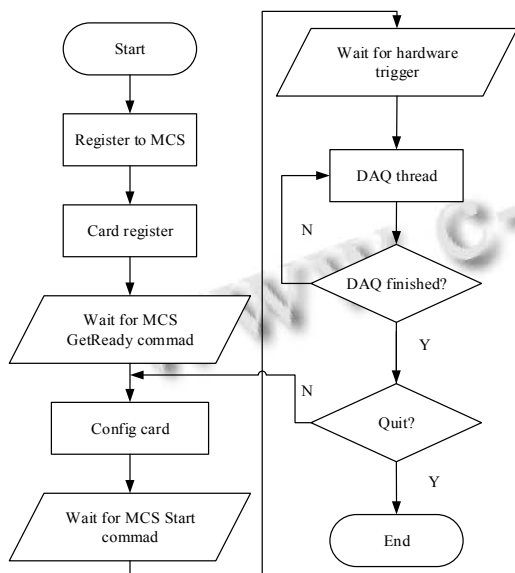 Start
Register to MCS
Card register
Wait for MCS
GetReady commad
Config card
Wait for MCS Start
commad
Wait for hardware
trigger
DAQ thread
N
DAQ finished?
Y
N
Quit?
Y
End